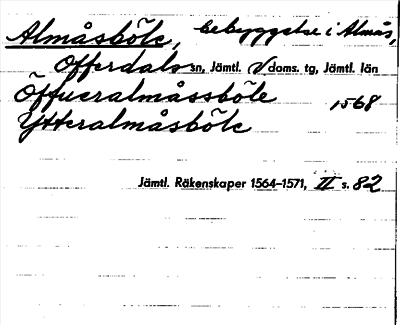 Almåsböle, bebyggelse i Almås,
Offerdals sn, Jämtl. V doms. tg, Jämtl. län
Öffueralmåssböle 1568
Ytteralmåsböle
Jämtl. Räkenskaper 1564–1571, II s. 82